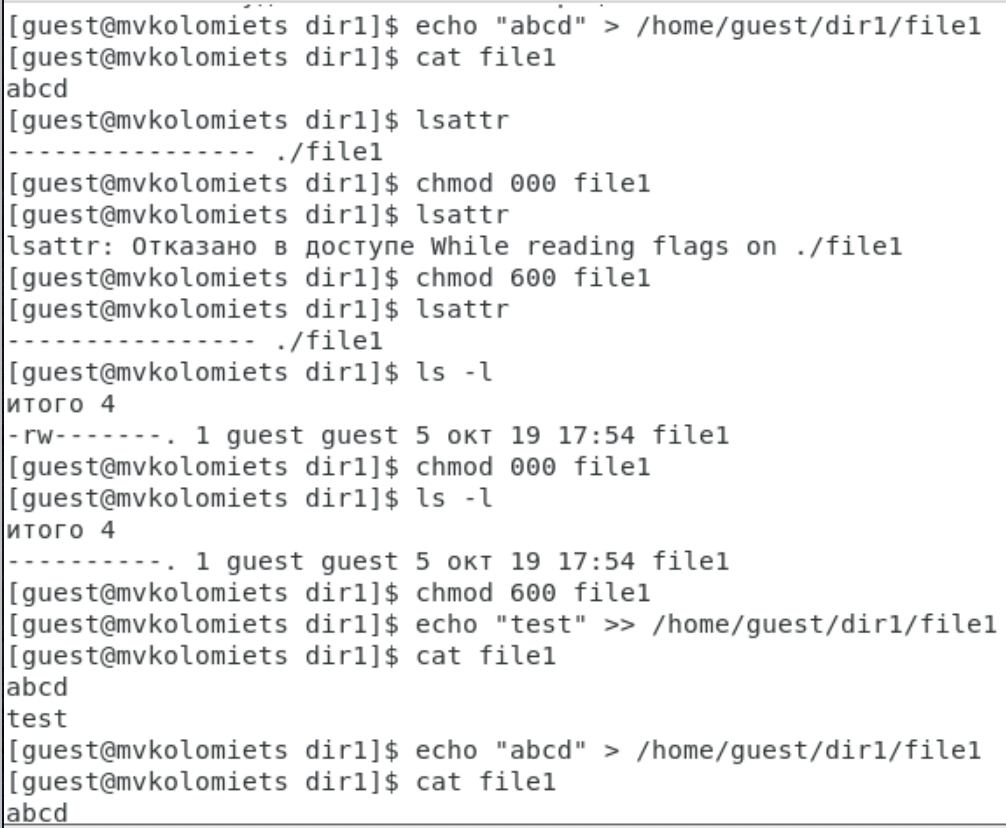 [guest@mvkolomiets dir1]$ echo "abcd" > /home/guest/dir1/file1
[guest@mvkolomiets dir1]$ cat file1
abcd
[guest@mvkolomiets dir1]$ lsattr
---------------- ./file1
[guest@mvkolomiets dir1]$ chmod 000 file1
[guest@mvkolomiets dir1]$ lsattr
lsattr: Отказано в доступе While reading flags on ./file1
[guest@mvkolomiets dir1]$ chmod 600 file1
[guest@mvkolomiets dir1]$ lsattr
---------------- ./file1
[guest@mvkolomiets dir1]$ ls -l
итого 4
-rw-------. 1 guest guest 5 окт 19 17:54 file1
[guest@mvkolomiets dir1]$ chmod 000 file1
[guest@mvkolomiets dir1]$ ls -l
итого 4
----------. 1 guest guest 5 окт 19 17:54 file1
[guest@mvkolomiets dir1]$ chmod 600 file1
[guest@mvkolomiets dir1]$ echo "test" >> /home/guest/dir1/file1
[guest@mvkolomiets dir1]$ cat file1
abcd
test
[guest@mvkolomiets dir1]$ echo "abcd" > /home/guest/dir1/file1
[guest@mvkolomiets dir1]$ cat file1
abcd